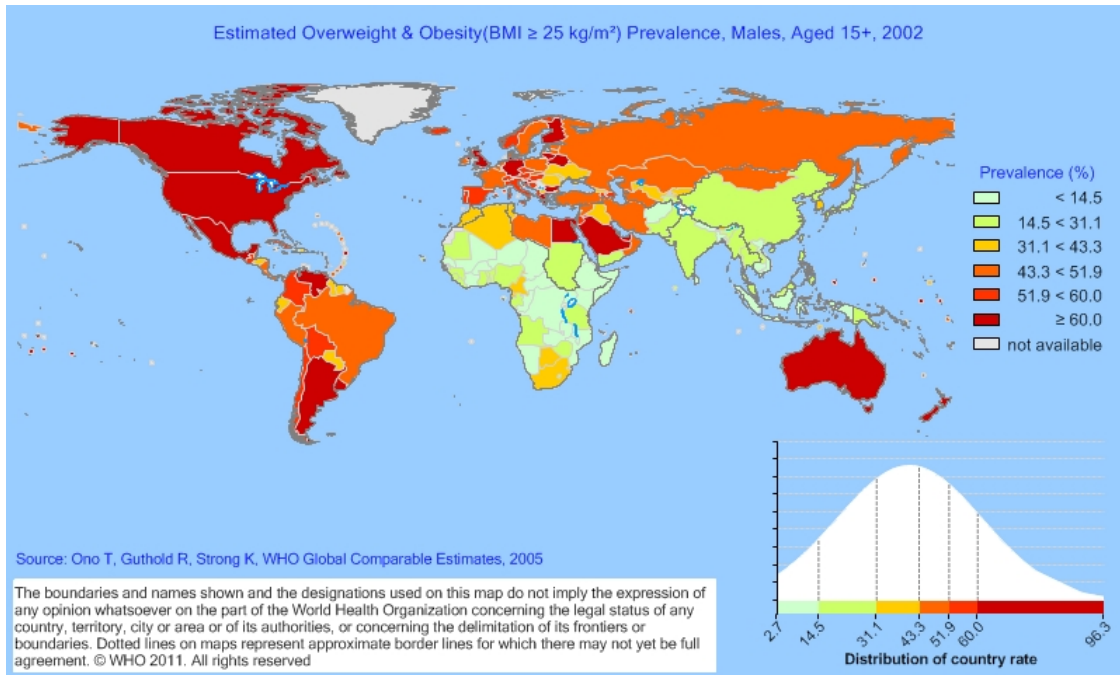 Estimated Overweight & Obesity(BMI ≥ 25 kg/m²) Prevalence, Males, Aged 15+, 2002
Prevalence (%)
< 14.5
14.5 < 31.1
31.1 < 43.3
43.3 < 51.9
51.9 < 60.0
≥ 60.0
not available
Source: Ono T, Guthold R, Strong K, WHO Global Comparable Estimates, 2005
The boundaries and names shown and the designations used on this map do not imply the expression of
any opinion whatsoever on the part of the World Health Organization concerning the legal status of any
country, territory, city or area or of its authorities, or concerning the delimitation of its frontiers or
boundaries. Dotted lines on maps represent approximate border lines for which there may not yet be full
agreement. © WHO 2011. All rights reserved
2.7 14.5 31.1 43.3 51.9 60.0 96.3
Distribution of country rate